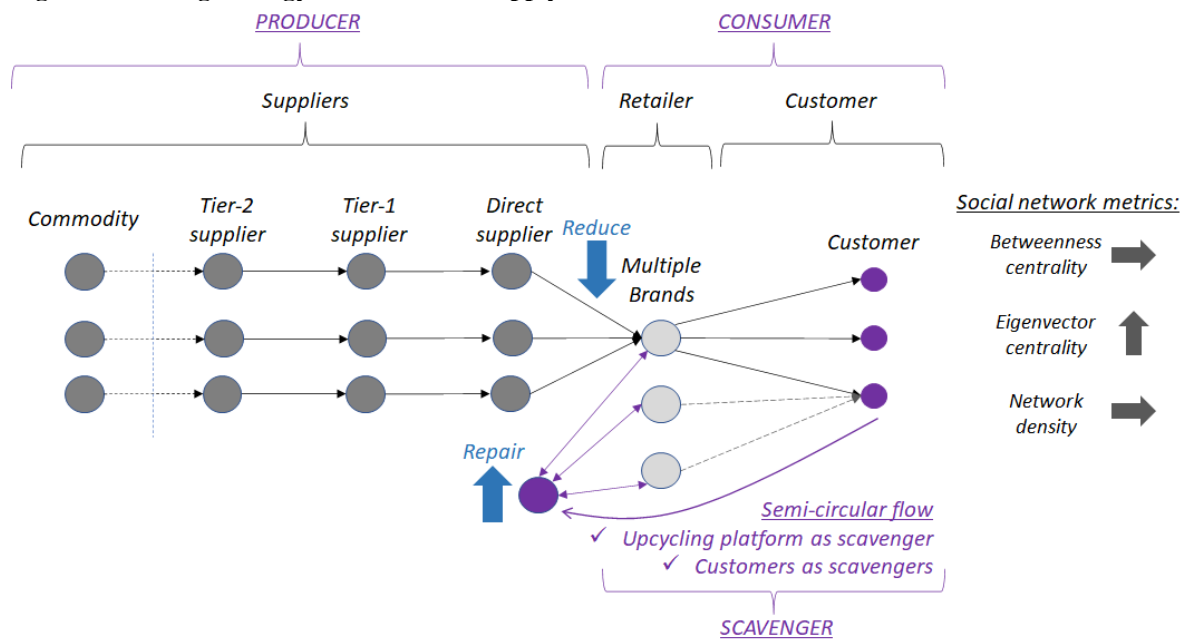 PRODUCER
CONSUMER
Suppliers
Retailer
Customer
Commodity
Tier-2
supplier
Tier-1
supplier
Direct
supplier
Reduce
Multiple
Brands
Customer
Social network metrics:
Betweenness
centrality
Eigenvector
centrality
Network
density
Repair
Semi-circular flow
✓ Upcycling platform as scavenger
✓ Customers as scavengers
SCAVENGER